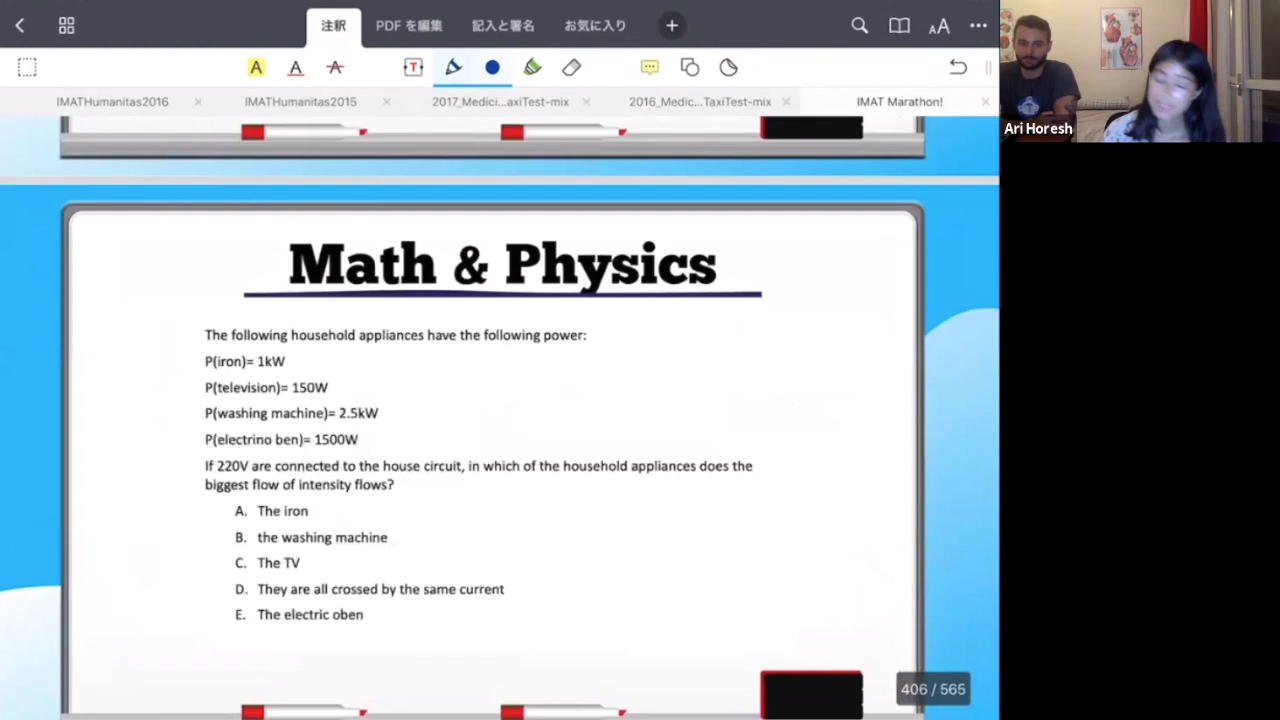 注釈
PDF を編集
記入と署名
お気に入り
+
AA
A
A
A
T
IMATHumanitas2016
IMATHumanitas2015
2017_Medici...axiTest-mix
2016_Medic...TaxiTest-mix
IMAT Marathon!
Ari Horesh
Math & Physics
The following household appliances have the following power:
P(iron)= 1kW
P(television)= 150W
P(washing machine)= 2.5kW
P(electrino ben)= 1500W
If 220V are connected to the house circuit, in which of the household appliances does the
biggest flow of intensity flows?
A. The iron
B. the washing machine
C. The TV
D. They are all crossed by the same current
E. The electric oben
406 / 565